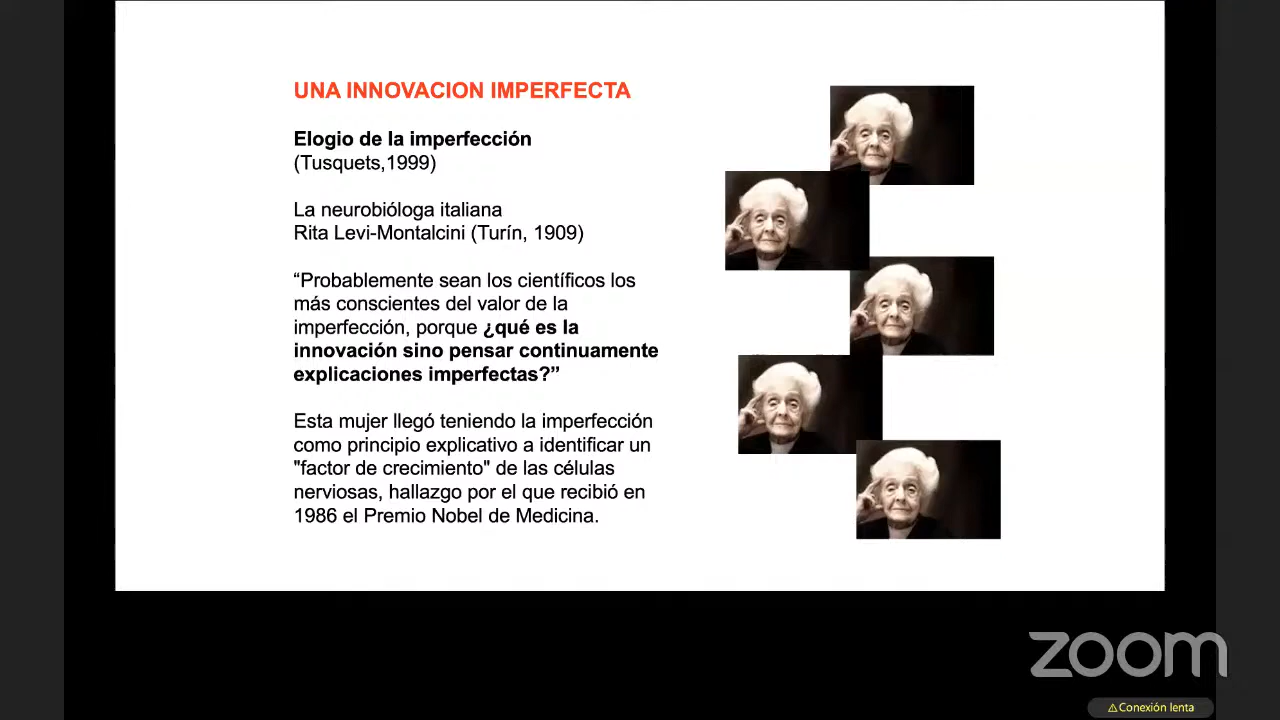 UNA INNOVACION IMPERFECTA
Elogio de la imperfección
(Tusquets,1999)
La neurobióloga italiana
Rita Levi-Montalcini (Turín, 1909)
“Probablemente sean los científicos los
más conscientes del valor de la
imperfección, porque ¿qué es la
innovación sino pensar continuamente
explicaciones imperfectas?”
Esta mujer llegó teniendo la imperfección
como principio explicativo a identificar un
"factor de crecimiento" de las células
nerviosas, hallazgo por el que recibió en
1986 el Premio Nobel de Medicina.
zoom
⚠Conexión lenta